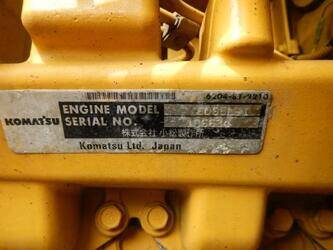 6204-81-9210
KOMATSU
ENGINE MODEL
SERIAL NO.
株式会社 小松製作所
Komatsu Ltd. Japan